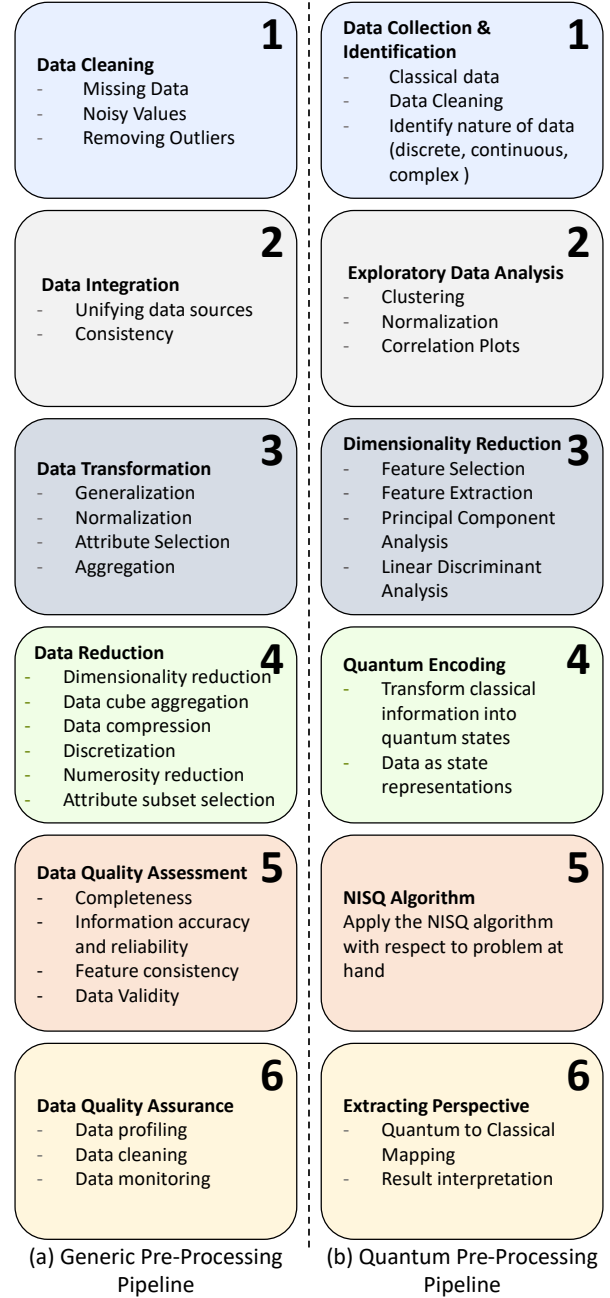 1
Data Cleaning
- Missing Data
- Noisy Values
- Removing Outliers
2
Data Integration
- Unifying data sources
- Consistency
3
Data Transformation
- Generalization
- Normalization
- Attribute Selection
- Aggregation
4
Data Reduction
- Dimensionality reduction
- Data cube aggregation
- Data compression
- Discretization
- Numerosity reduction
- Attribute subset selection
5
Data Quality Assessment
- Completeness
- Information accuracy
and reliability
- Feature consistency
- Data Validity
6
Data Quality Assurance
- Data profiling
- Data cleaning
- Data monitoring
(a) Generic Pre-Processing
Pipeline
1
Data Collection &
Identification
- Classical data
- Data Cleaning
- Identify nature of data
(discrete, continuous,
complex )
2
Exploratory Data Analysis
- Clustering
- Normalization
- Correlation Plots
3
Dimensionality Reduction
- Feature Selection
- Feature Extraction
- Principal Component
Analysis
- Linear Discriminant
Analysis
4
Quantum Encoding
- Transform classical
information into
quantum states
- Data as state
representations
5
NISQ Algorithm
Apply the NISQ algorithm
with respect to problem at
hand
6
Extracting Perspective
- Quantum to Classical
Mapping
- Result interpretation
(b) Quantum Pre-Processing
Pipeline